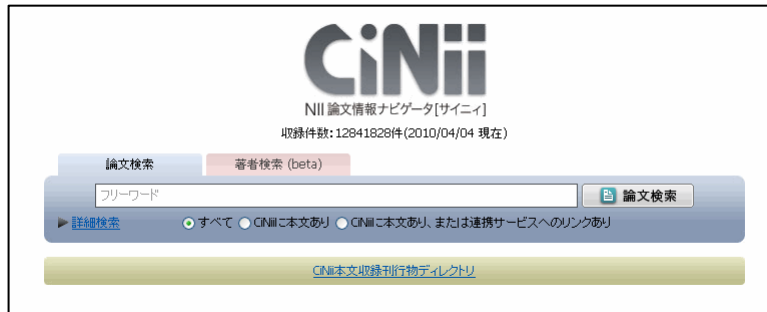 CiNii
NII 論文情報ナビゲータ[サイニィ]
収録件数:12841828件(2010/04/04 現在)
論文検索 著者検索 (beta)
フリーワード 論文検索
▶詳細検索 すべて CiNiiに本文あり CiNiiに本文あり、または連携サービスへのリンクあり
CiNii本文収録刊行物ディレクトリ